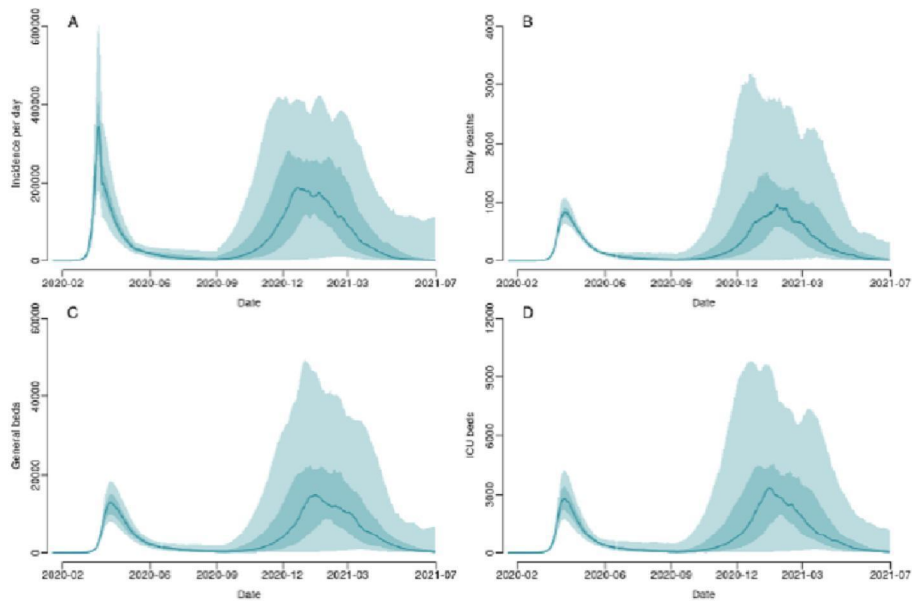 A
Incidence per day
600000
400000
200000
0
2020-02 2020-06 2020-09 2020-12 2021-03 2021-07
Date
B
Daily deaths
4000
3000
2000
1000
0
2020-02 2020-06 2020-09 2020-12 2021-03 2021-07
Date
C
General beds
60000
40000
20000
0
2020-02 2020-06 2020-09 2020-12 2021-03 2021-07
Date
D
ICU beds
12000
9000
6000
3000
0
2020-02 2020-06 2020-09 2020-12 2021-03 2021-07
Date